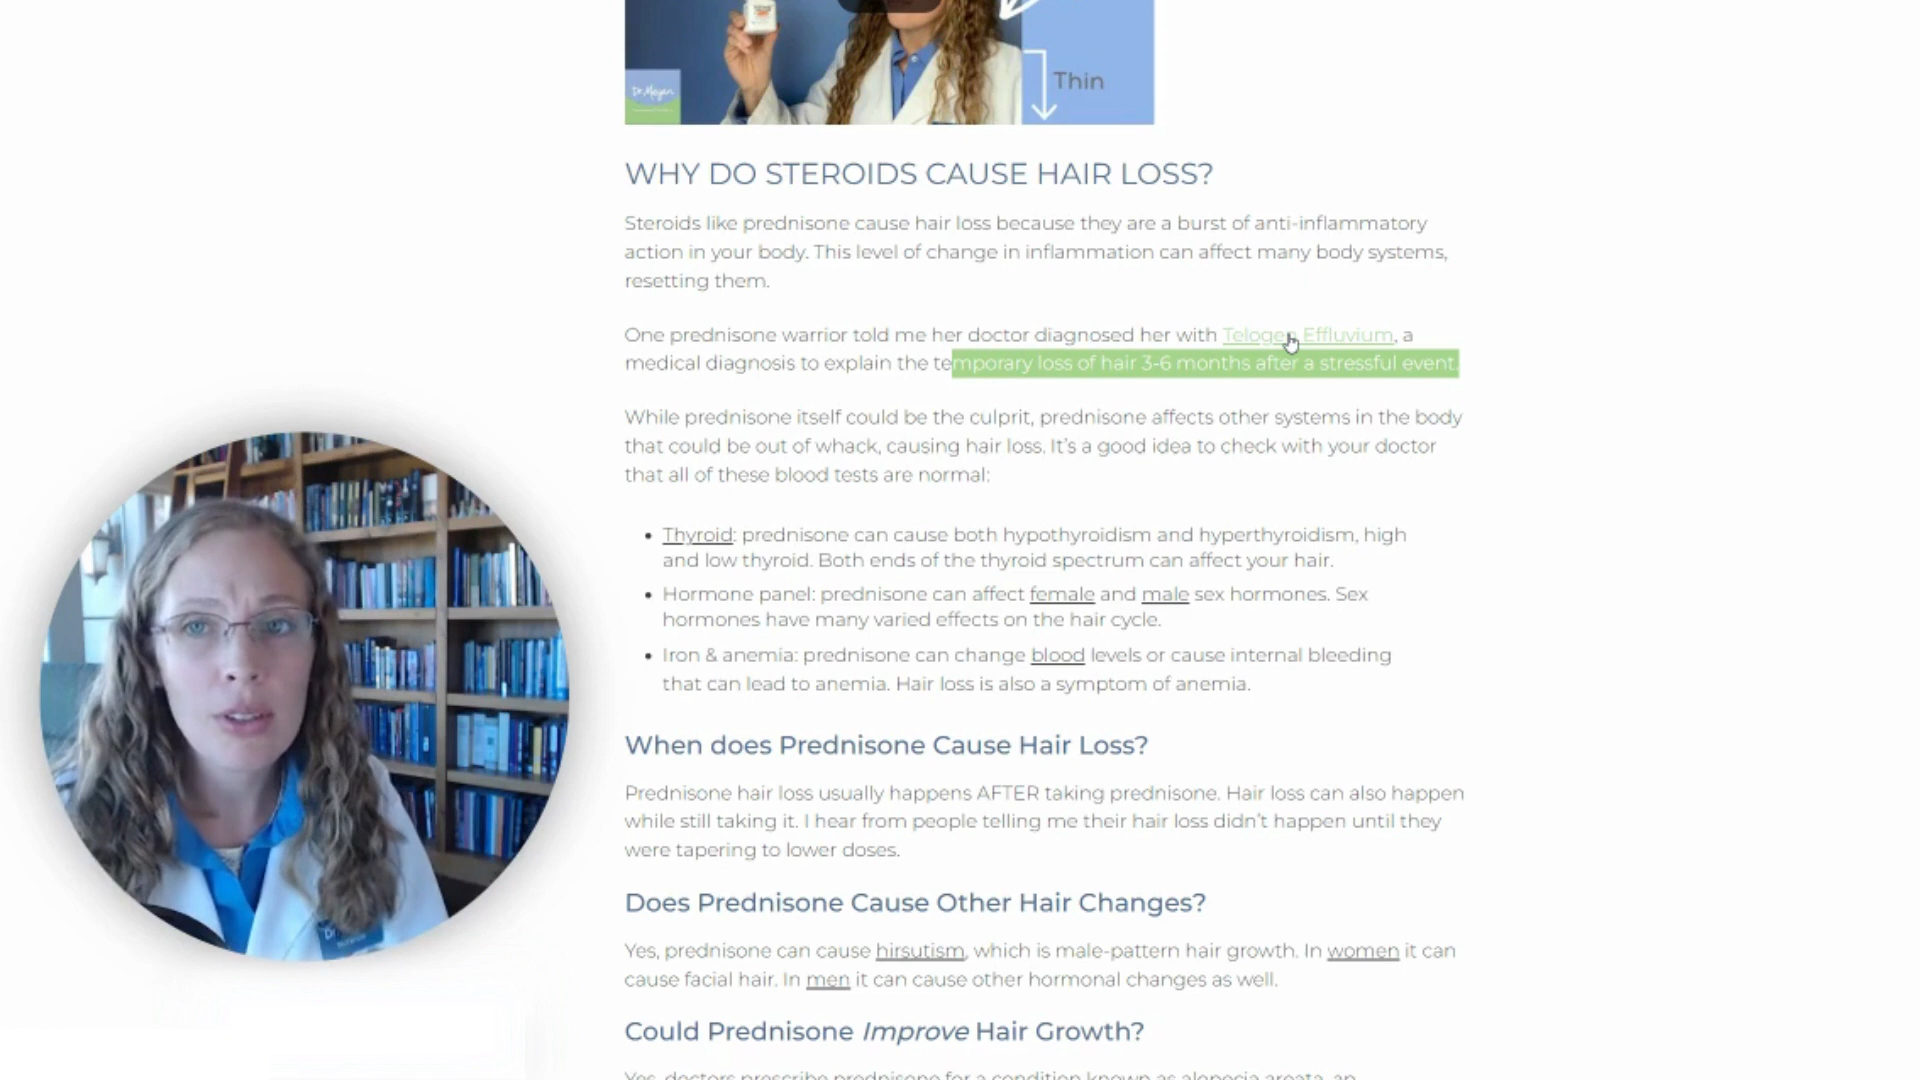 Dr. Megan
Thin
WHY DO STEROIDS CAUSE HAIR LOSS?
Steroids like prednisone cause hair loss because they are a burst of anti-inflammatory
action in your body. This level of change in inflammation can affect many body systems,
resetting them.
One prednisone warrior told me her doctor diagnosed her with Telogen Effluvium, a
medical diagnosis to explain the temporary loss of hair 3-6 months after a stressful event.
While prednisone itself could be the culprit, prednisone affects other systems in the body
that could be out of whack, causing hair loss. It's a good idea to check with your doctor
that all of these blood tests are normal:
• Thyroid: prednisone can cause both hypothyroidism and hyperthyroidism, high
and low thyroid. Both ends of the thyroid spectrum can affect your hair.
• Hormone panel: prednisone can affect female and male sex hormones. Sex
hormones have many varied effects on the hair cycle.
• Iron & anemia: prednisone can change blood levels or cause internal bleeding
that can lead to anemia. Hair loss is also a symptom of anemia.
When does Prednisone Cause Hair Loss?
Prednisone hair loss usually happens AFTER taking prednisone. Hair loss can also happen
while still taking it. I hear from people telling me their hair loss didn't happen until they
were tapering to lower doses.
Does Prednisone Cause Other Hair Changes?
Yes, prednisone can cause hirsutism, which is male-pattern hair growth. In women it can
cause facial hair. In men it can cause other hormonal changes as well.
Could Prednisone Improve Hair Growth?
Yes, doctors prescribe prednisone for a condition known as alopecia areata, an